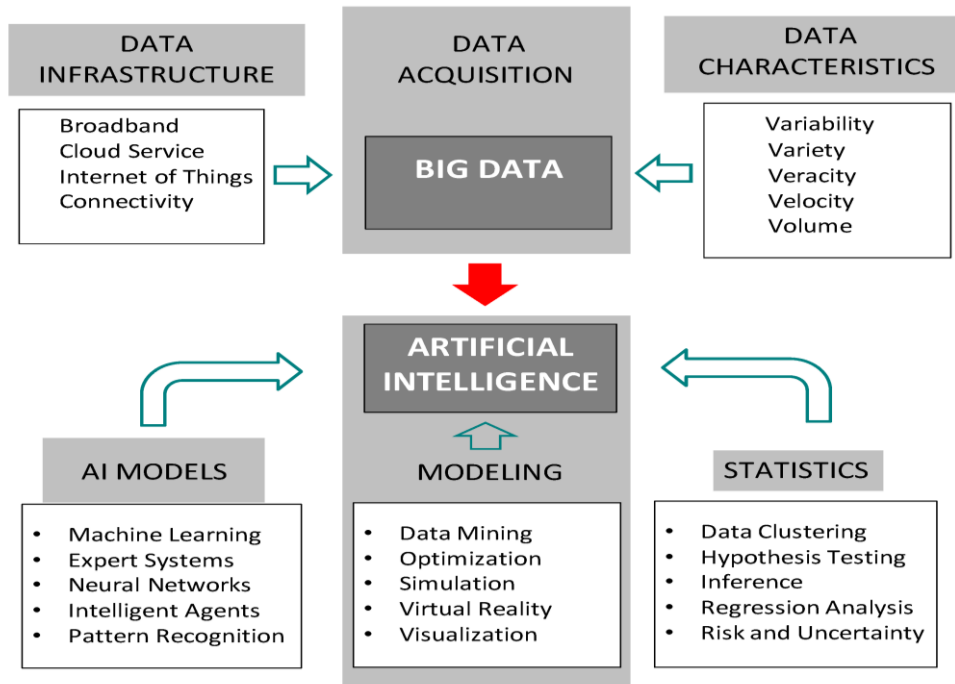 DATA
INFRASTRUCTURE
Broadband
Cloud Service
Internet of Things
Connectivity
DATA
ACQUISITION
BIG DATA
DATA
CHARACTERISTICS
Variability
Variety
Veracity
Velocity
Volume
ARTIFICIAL
INTELLIGENCE
AI MODELS
• Machine Learning
• Expert Systems
• Neural Networks
• Intelligent Agents
• Pattern Recognition
MODELING
• Data Mining
• Optimization
• Simulation
• Virtual Reality
• Visualization
STATISTICS
• Data Clustering
• Hypothesis Testing
• Inference
• Regression Analysis
• Risk and Uncertainty